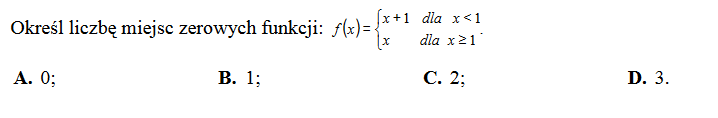 Określ liczbę miejsc zerowych funkcji: f(x)={x+1 dla x<1
{x dla x≥1.
A. 0; B. 1; C. 2; D. 3.